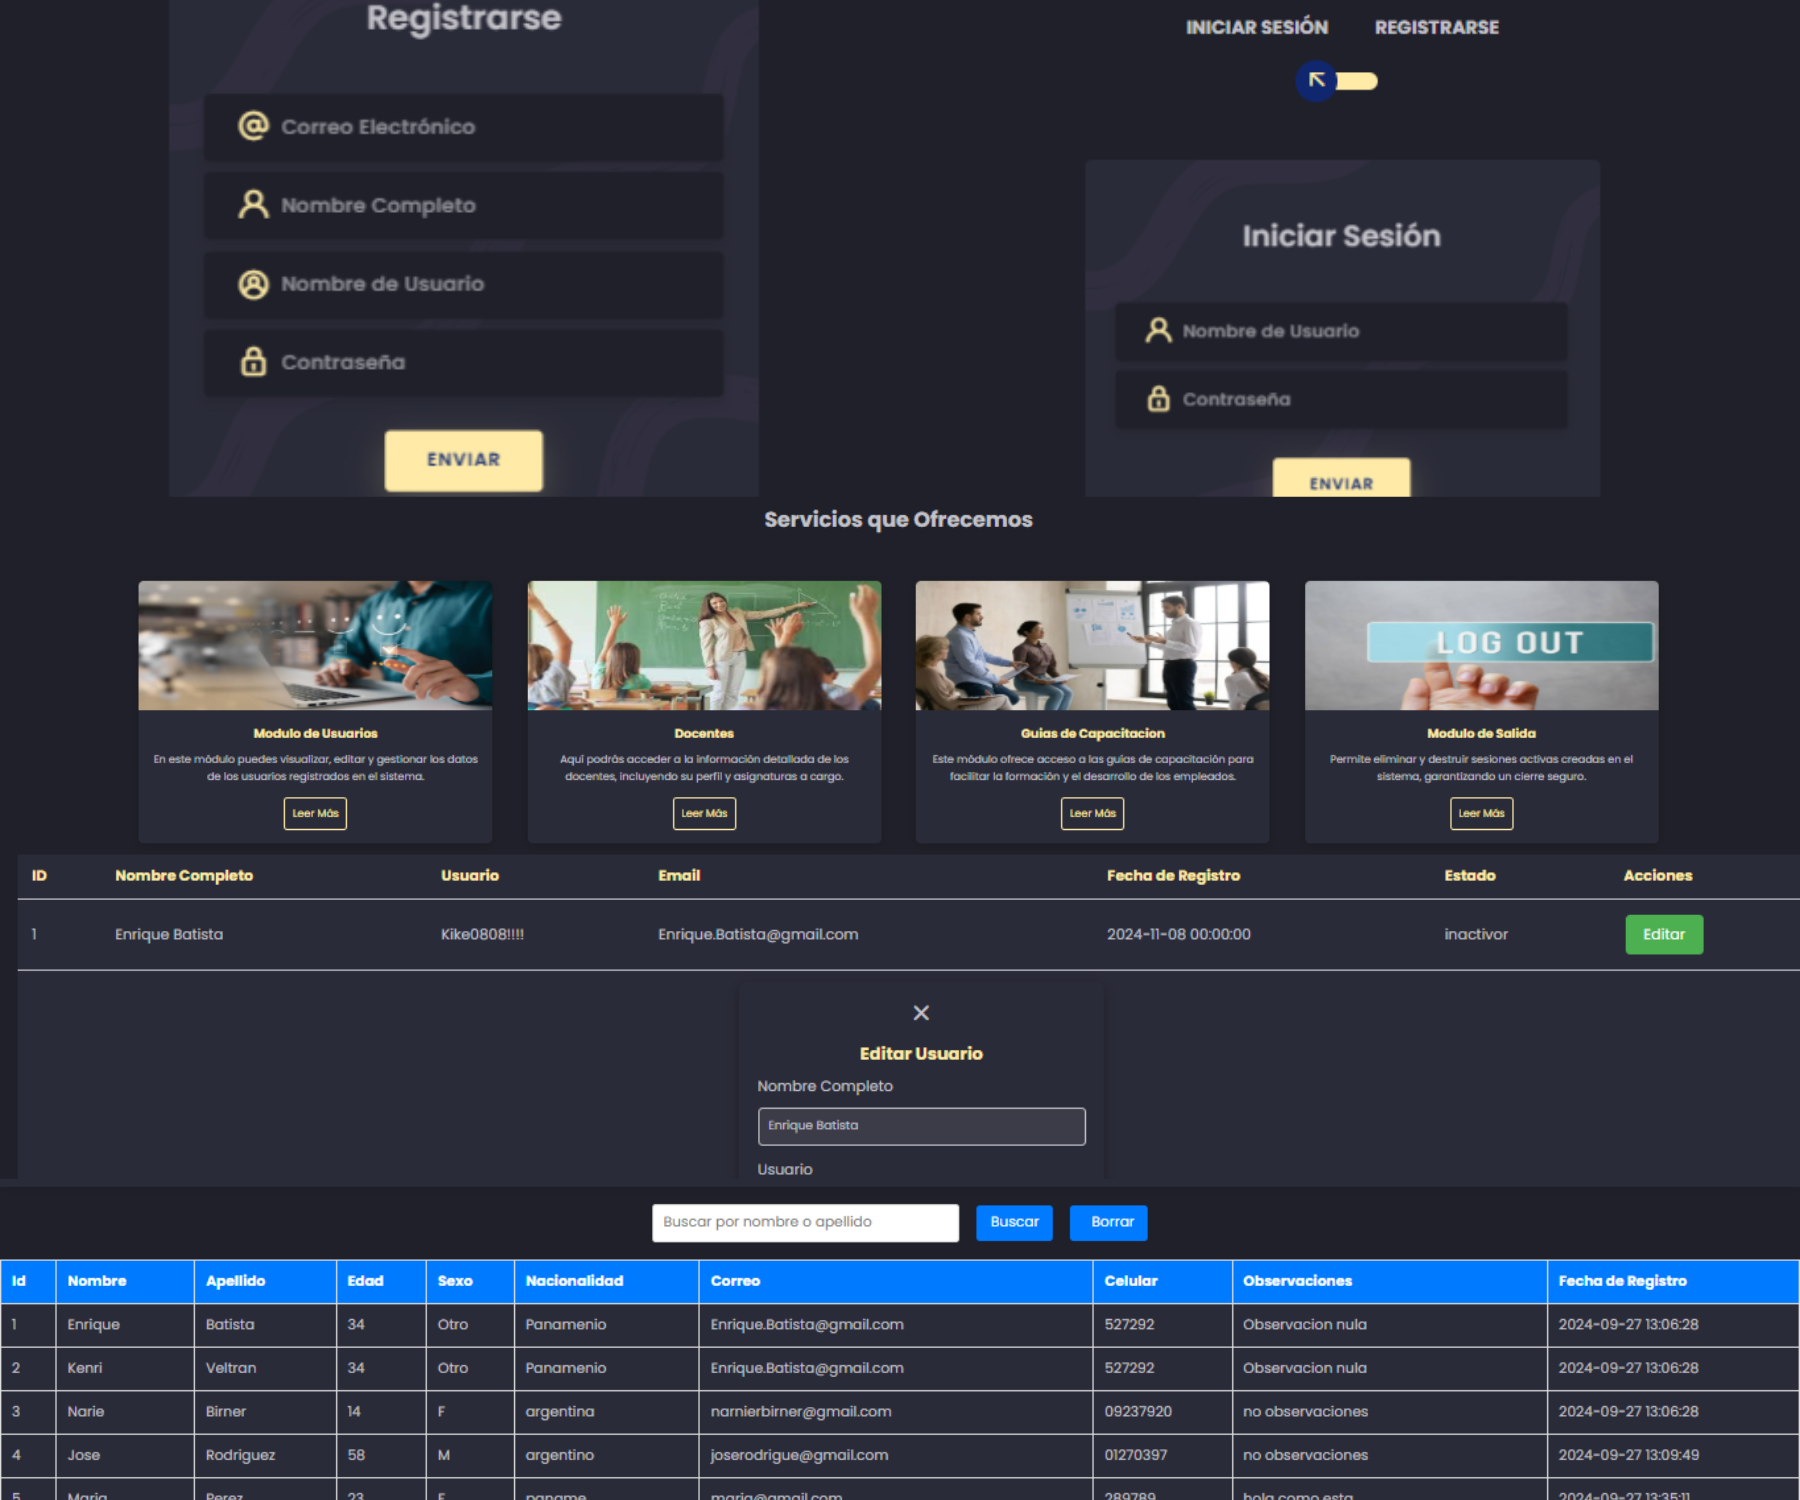 Registrarse
Correo Electrónico
Nombre Completo
Nombre de Usuario
Contraseña
ENVIAR
INICIAR SESIÓN REGISTRARSE
Iniciar Sesión
Nombre de Usuario
Contraseña
ENVIAR
Servicios que Ofrecemos
Modulo de Usuarios
En este módulo puedes visualizar, editar y gestionar los datos
de los usuarios registrados en el sistema.
Leer Más
Docentes
Aquí podrás acceder a la información detallada de los
docentes, incluyendo su perfil y asignaturas a cargo.
Leer Más
Guias de Capacitacion
Este módulo ofrece acceso a las guías de capacitación para
facilitar la formación y el desarrollo de los empleados.
Leer Más
LOG OUT
Modulo de Salida
Permite eliminar y destruir sesiones activas creadas en el
sistema, garantizando un cierre seguro.
Leer Más
ID Nombre Completo Usuario Email Fecha de Registro Estado Acciones
1 Enrique Batista Kike0808!!!! Enrique.Batista@gmail.com 2024-11-08 00:00:00 inactivor Editar
Editar Usuario
Nombre Completo
Enrique Batista
Usuario
Buscar por nombre o apellido Buscar Borrar
Id Nombre Apellido Edad Sexo Nacionalidad Correo Celular Observaciones Fecha de Registro
1 Enrique Batista 34 Otro Panamenio Enrique.Batista@gmail.com 527292 Observacion nula 2024-09-27 13:06:28
2 Kenri Veltran 34 Otro Panamenio Enrique.Batista@gmail.com 527292 Observacion nula 2024-09-27 13:06:28
3 Narie Birner 14 F argentina narnierbirner@gmail.com 09237920 no observaciones 2024-09-27 13:06:28
4 Jose Rodriguez 58 M argentino joserodrigue@gmail.com 01270397 no observaciones 2024-09-27 13:09:49
5 Maria Perez 23 F paname maria@gmail.com 289789 hola como esta 2024-09-27 13:35:11